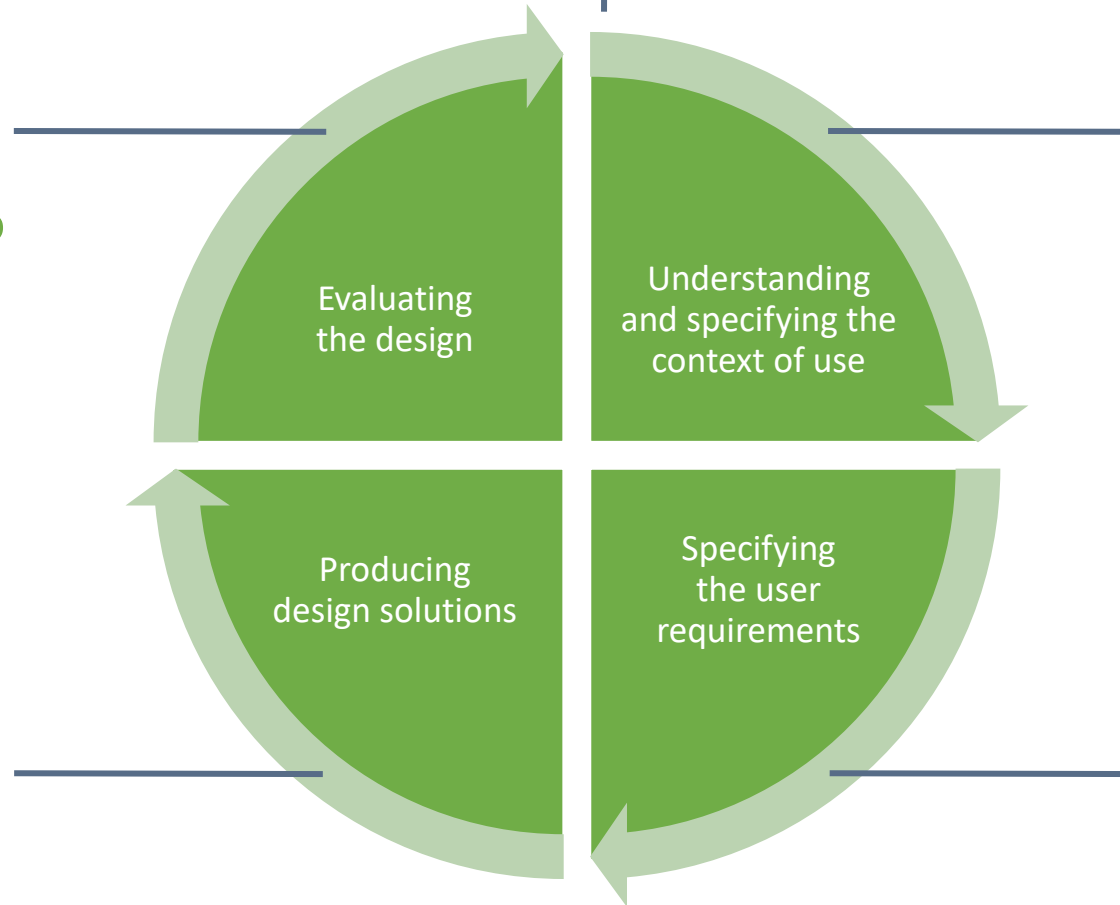 Evaluating
the design
Understanding
and specifying the
context of use
Producing
design solutions
Specifying
the user
requirements